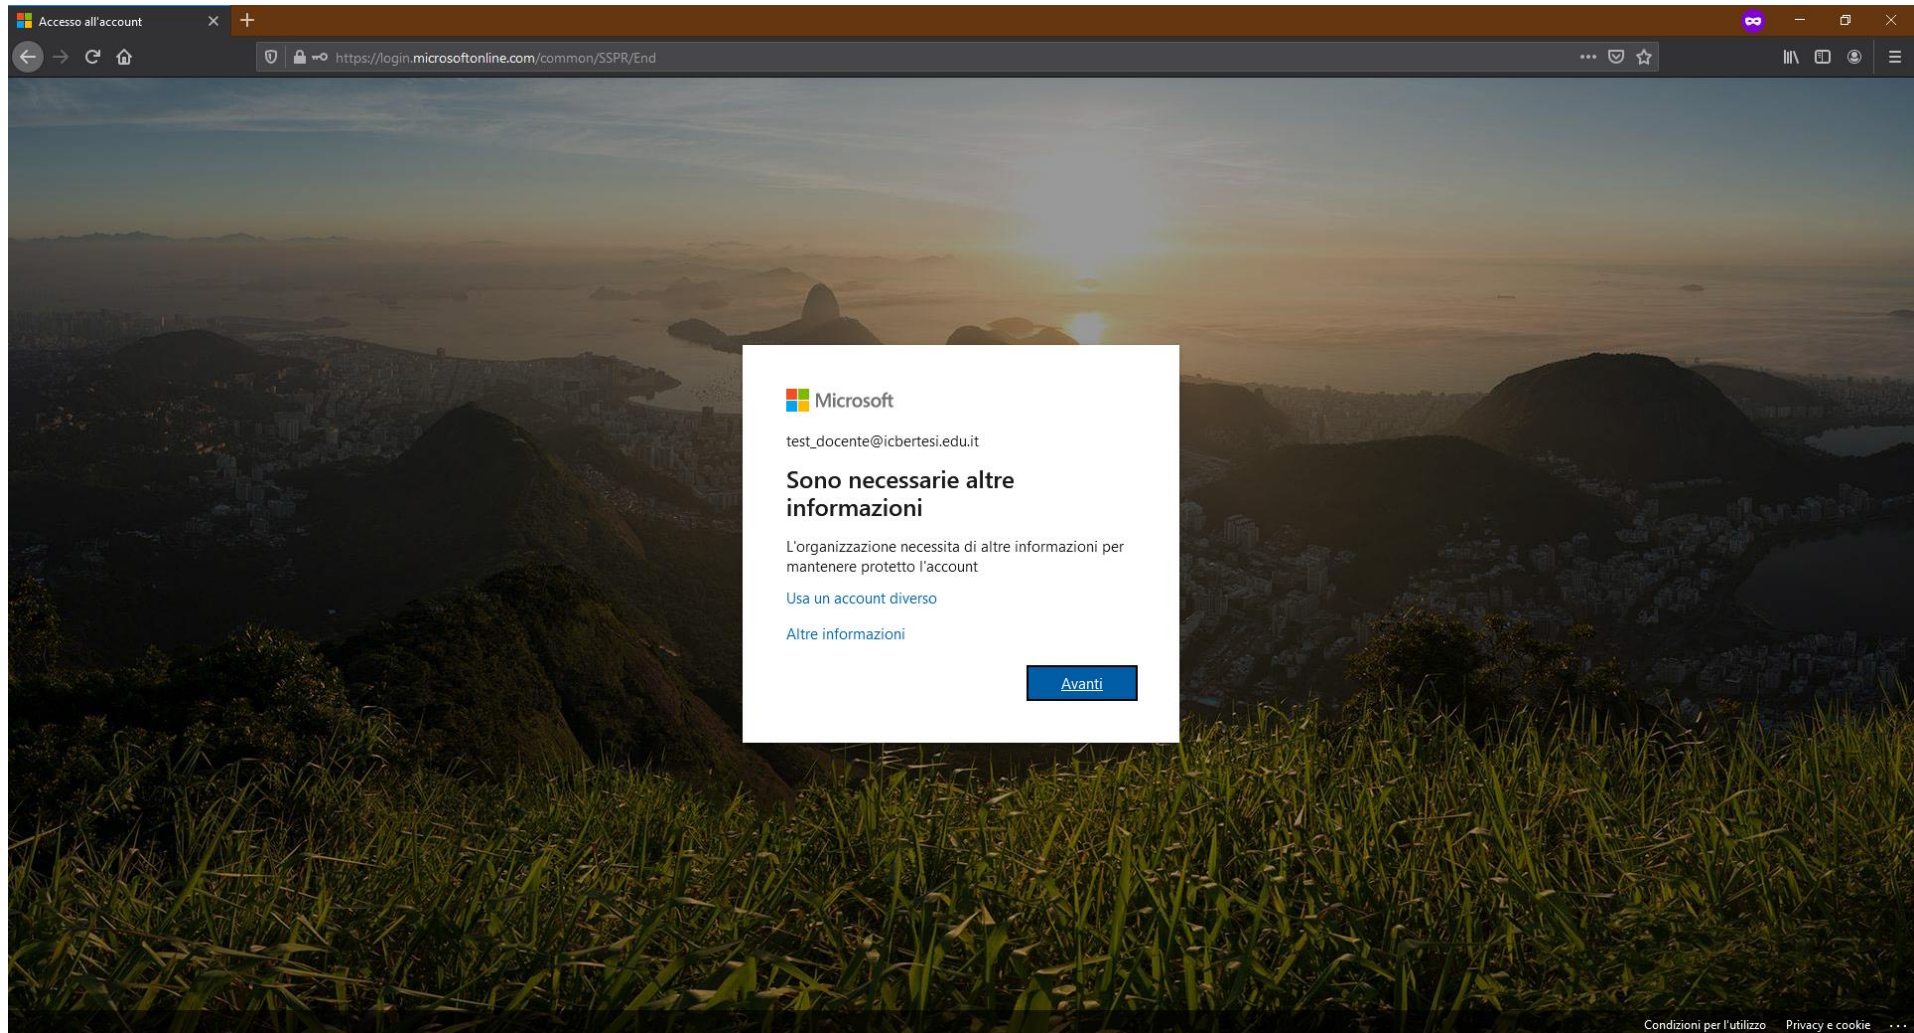 Accesso all'account
https://login.microsoftonline.com/common/SSPR/End
Microsoft
test_docente@icbertesi.edu.it
Sono necessarie altre
informazioni
L'organizzazione necessita di altre informazioni per
mantenere protetto l'account
Usa un account diverso
Altre informazioni
Avanti
Condizioni per l'utilizzo Privacy e cookie ...